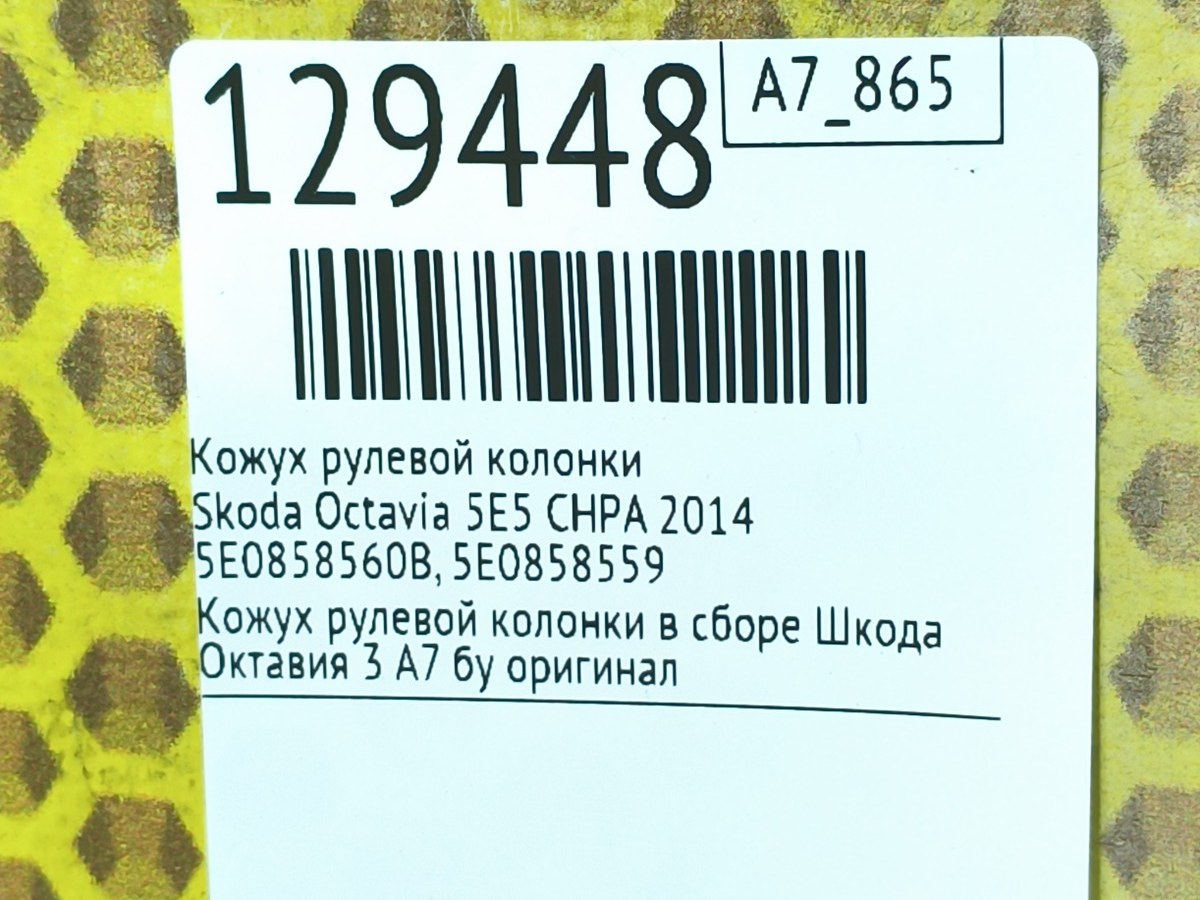 129448
A7_865
Кожух рулевой колонки
Skoda Octavia 5E5 CHPA 2014
5E0858560B, 5E0858559
Кожух рулевой колонки в сборе Шкода
Октавия 3 А7 бу оригинал